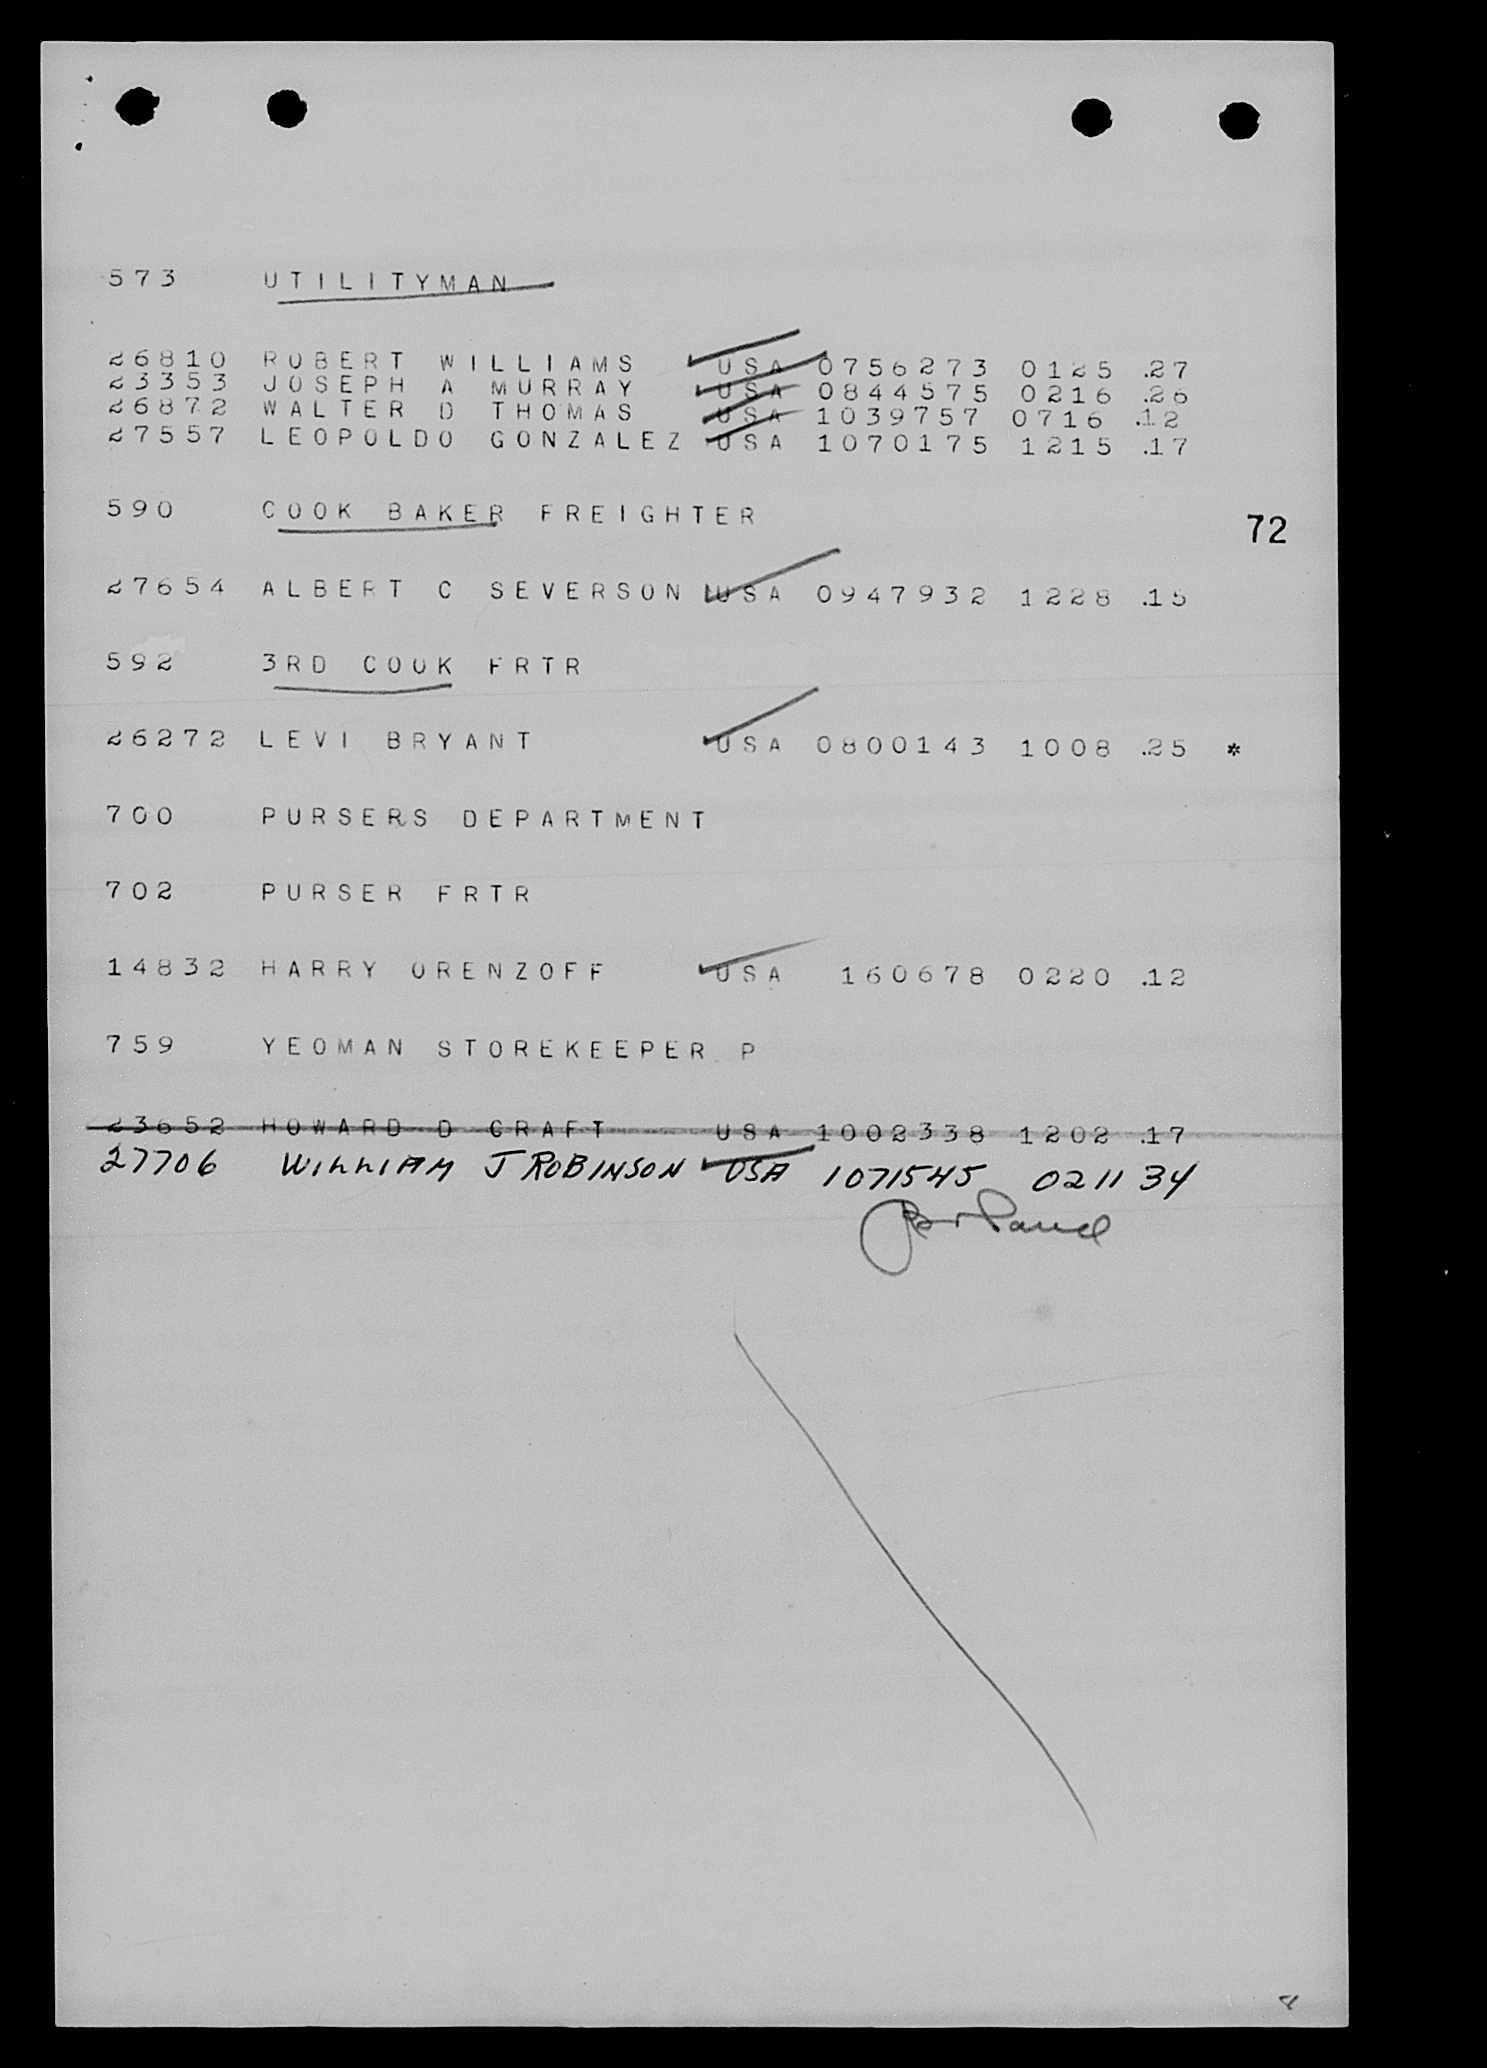 573 UTILITYMAN
26810 ROBERT WILLIAMS USA 0756273 0125 .27
23353 JOSEPH A MURRAY USA 0844575 0216 .26
26872 WALTER D THOMAS USA 1039757 0716 .12
27557 LEOPOLDO GONZALEZ USA 1070175 1215 .17
590 COOK BAKER FREIGHTER
72
27654 ALBERT C SEVERSON USA 0947932 1228 .15
592 3RD COOK FRTR
26272 LEVI BRYANT USA 0800143 1008 .25 *
700 PURSERS DEPARTMENT
702 PURSER FRTR
14832 HARRY ORENZOFF USA 160678 0220 .12
759 YEOMAN STOREKEEPER P
23652 HOWARD D CRAFT USA 1002338 1202 .17
27706 WILLIAM J ROBINSON USA 1071545 0211 34
4